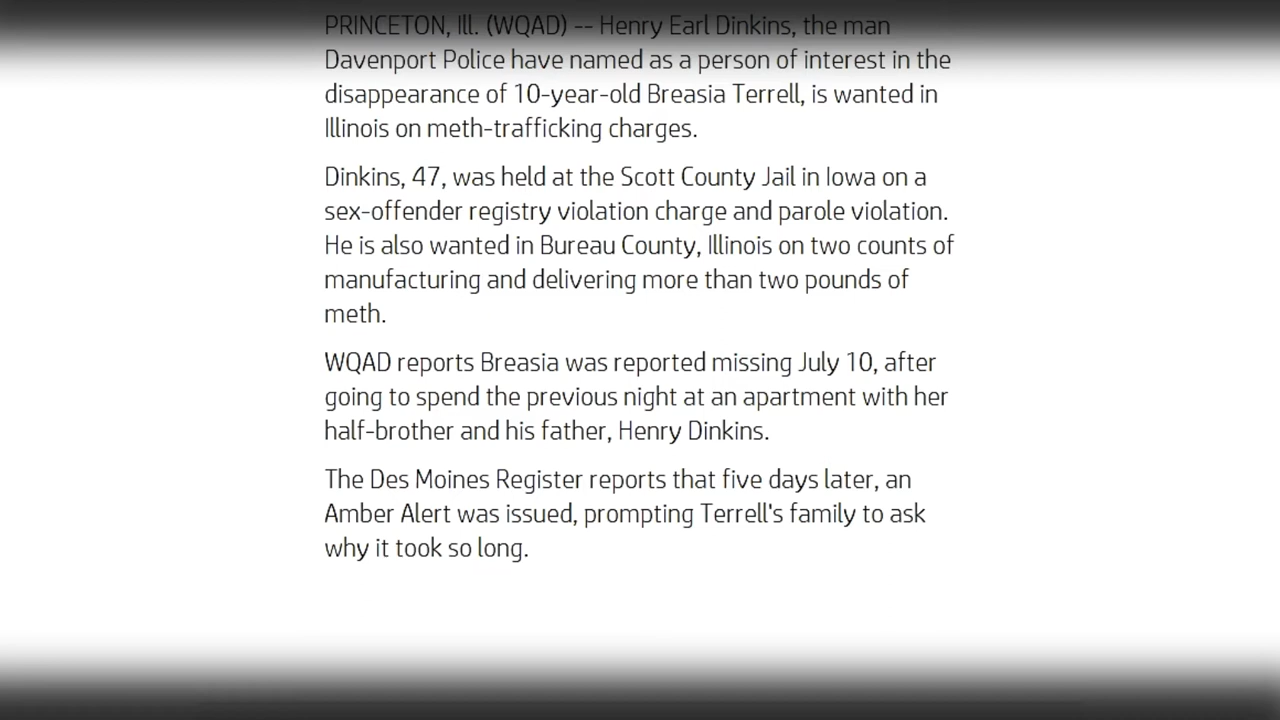 PRINCETON, Ill. (WQAD) -- Henry Earl Dinkins, the man
Davenport Police have named as a person of interest in the
disappearance of 10-year-old Breasia Terrell, is wanted in
Illinois on meth-trafficking charges.
Dinkins, 47, was held at the Scott County Jail in Iowa on a
sex-offender registry violation charge and parole violation.
He is also wanted in Bureau County, Illinois on two counts of
manufacturing and delivering more than two pounds of
meth.
WQAD reports Breasia was reported missing July 10, after
going to spend the previous night at an apartment with her
half-brother and his father, Henry Dinkins.
The Des Moines Register reports that five days later, an
Amber Alert was issued, prompting Terrell's family to ask
why it took so long.